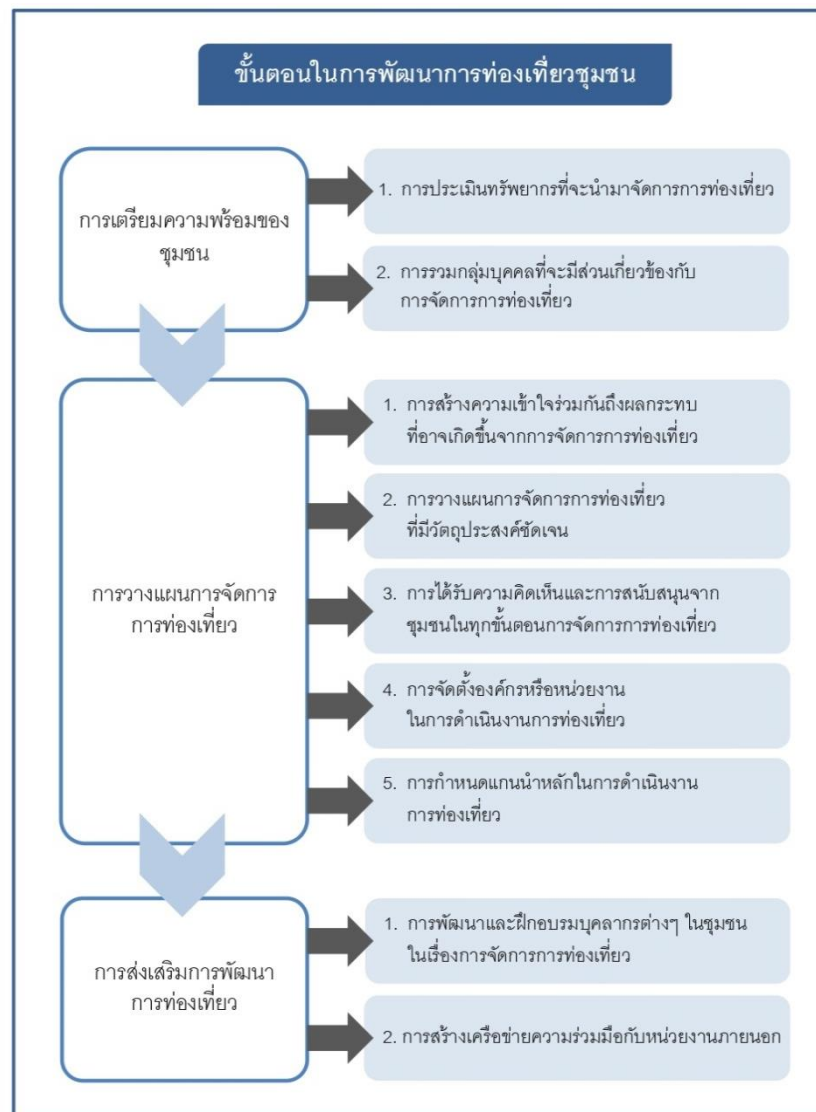 ขั้นตอนในการพัฒนาการท่องเที่ยวชุมชน
การเตรียมความพร้อมของ
ชุมชน
1. การประเมินทรัพยากรที่จะนำมาจัดการการท่องเที่ยว
2. การรวมกลุ่มบุคคลที่จะมีส่วนเกี่ยวข้องกับ
การจัดการการท่องเที่ยว
การวางแผนการจัดการ
การท่องเที่ยว
1. การสร้างความเข้าใจร่วมกันถึงผลกระทบ
ที่อาจเกิดขึ้นจากการจัดการการท่องเที่ยว
2. การวางแผนการจัดการการท่องเที่ยว
ที่มีวัตถุประสงค์ชัดเจน
3. การได้รับความคิดเห็นและการสนับสนุนจาก
ชุมชนในทุกขั้นตอนการจัดการการท่องเที่ยว
4. การจัดตั้งองค์กรหรือหน่วยงาน
ในการดำเนินงานการท่องเที่ยว
5. การกำหนดแกนนำหลักในการดำเนินงาน
การท่องเที่ยว
การส่งเสริมการพัฒนา
การท่องเที่ยว
1. การพัฒนาและฝึกอบรมบุคลากรต่างๆ ในชุมชน
ในเรื่องการจัดการการท่องเที่ยว
2. การสร้างเครือข่ายความร่วมมือกับหน่วยงานภายนอก